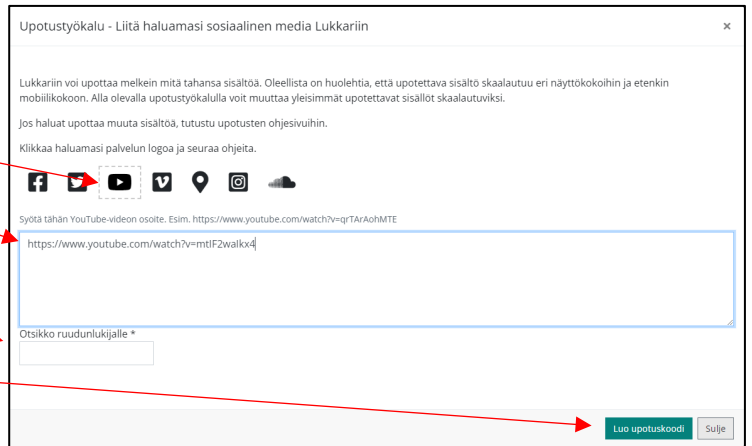 Upotustyökalu - Liitä haluamasi sosiaalinen media Lukkariin
×
Lukkariin voi upottaa melkein mitä tahansa sisältöä. Oleellista on huolehtia, että upotettava sisältö skaalautuu eri näyttökokoihin ja etenkin
mobiilikokoon. Alla olevalla upotustyökalulla voit muuttaa yleisimmät upotettavat sisällöt skaalautuviksi.
Jos haluat upottaa muuta sisältöä, tutustu upotusten ohjesivuihin.
Klikkaa haluamasi palvelun logoa ja seuraa ohjeita.
Syötä tähän YouTube-videon osoite. Esim. https://www.youtube.com/watch?v=qrTArAohMTE
https://www.youtube.com/watch?v=mtIF2walkx4
Otsikko ruudunlukijalle *
Luo upotuskoodi
Sulje